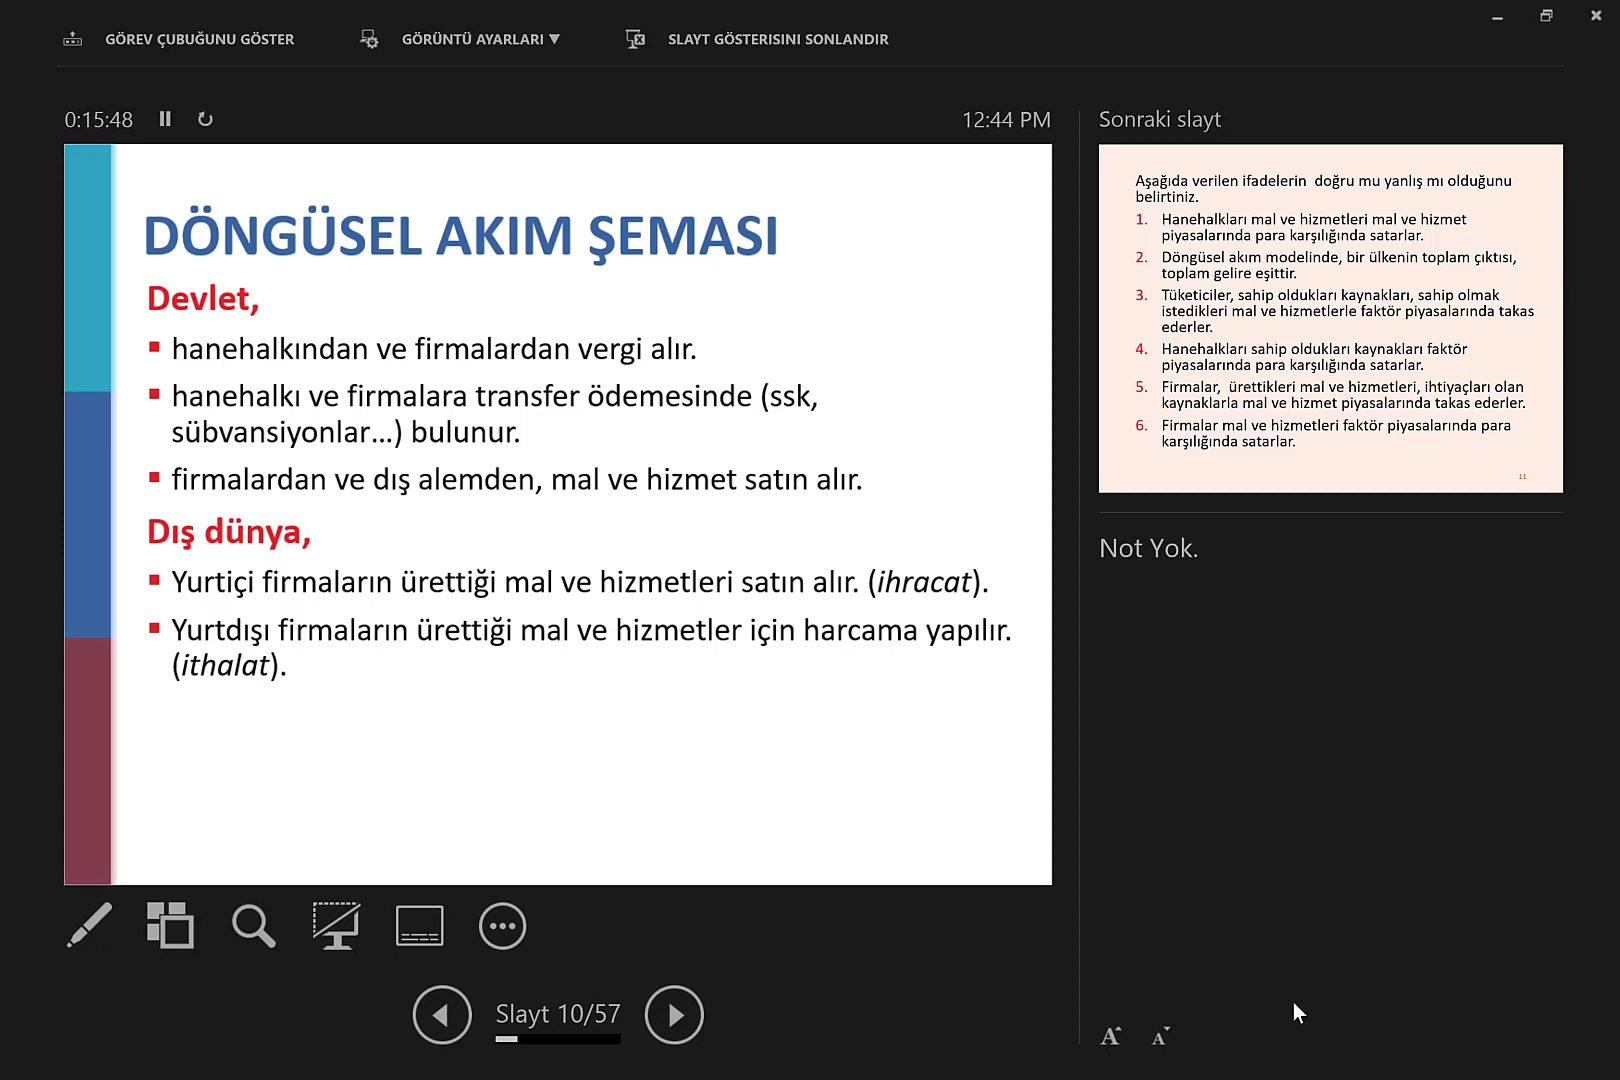 GÖREV ÇUBUĞUNU GÖSTER
GÖRÜNTÜ AYARLARI ▼
SLAYT GÖSTERISINI SONLANDIR
0:15:48
12:44 PM
DÖNGÜSEL AKIM ŞEMASI
Devlet,
▪ hanehalkından ve firmalardan vergi alır.
▪ hanehalkı ve firmalara transfer ödemesinde (ssk,
sübvansiyonlar...) bulunur.
▪ firmalardan ve dış alemden, mal ve hizmet satın alır.
Dış dünya,
▪ Yurtiçi firmaların ürettiği mal ve hizmetleri satın alır. (ihracat).
▪ Yurtdışı firmaların ürettiği mal ve hizmetler için harcama yapılır.
(ithalat).
Slayt 10/57
Sonraki slayt
Aşağıda verilen ifadelerin doğru mu yanlış mı olduğunu
belirtiniz.
1. Hanehalkları mal ve hizmetleri mal ve hizmet
piyasalarında para karşılığında satarlar.
2. Döngüsel akım modelinde, bir ülkenin toplam çıktısı,
toplam gelire eşittir.
3. Tüketiciler, sahip oldukları kaynakları, sahip olmak
istedikleri mal ve hizmetlerle faktör piyasalarında takas
ederler.
4. Hanehalkları sahip oldukları kaynakları faktör
piyasalarında para karşılığında satarlar.
5. Firmalar, ürettikleri mal ve hizmetleri, ihtiyaçları olan
kaynaklarla mal ve hizmet piyasalarında takas ederler.
6. Firmalar mal ve hizmetleri faktör piyasalarında para
karşılığında satarlar.
11
Not Yok.
A A